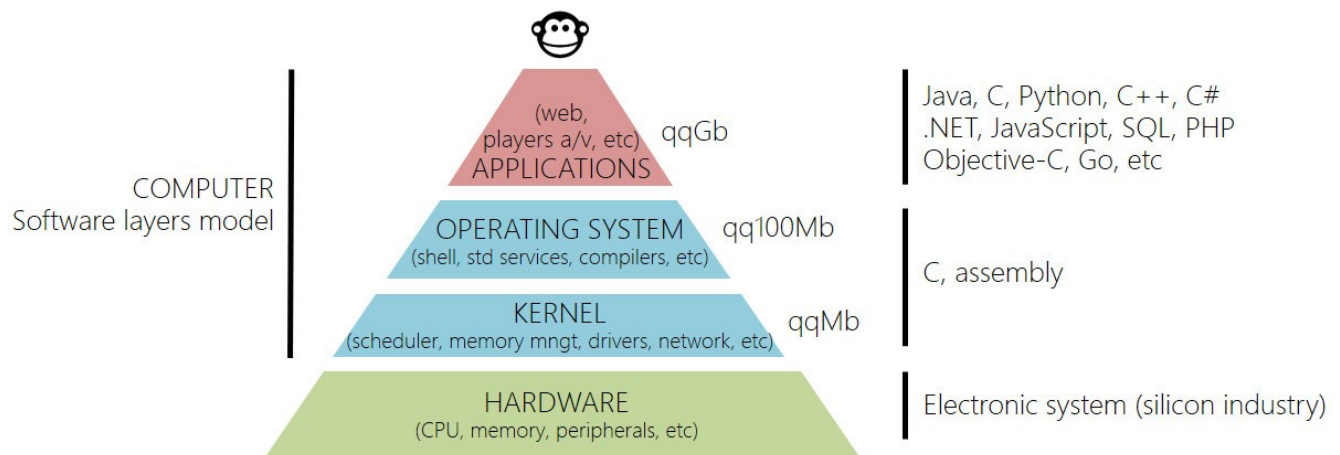 COMPUTER
Software layers model
(web,
players a/v, etc)
APPLICATIONS
qqGb
OPERATING SYSTEM
(shell, std services, compilers, etc)
qq100Mb
KERNEL
(scheduler, memory mngt, drivers, network, etc)
qqMb
HARDWARE
(CPU, memory, peripherals, etc)
Java, C, Python, C++, C#
.NET, JavaScript, SQL, PHP
Objective-C, Go, etc
C, assembly
Electronic system (silicon industry)